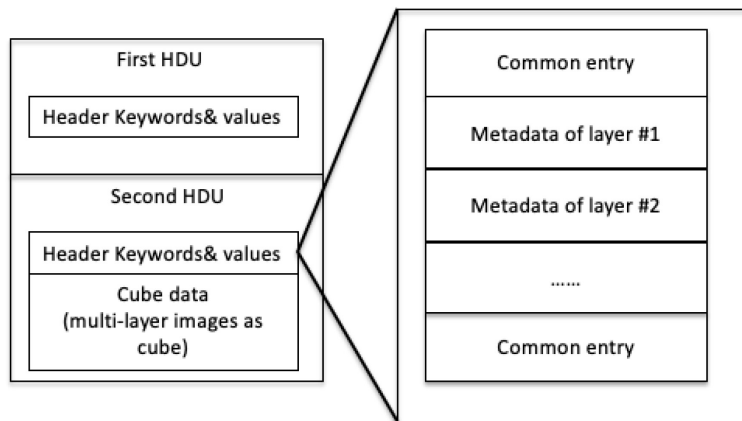 First HDU
Header Keywords& values
Second HDU
Header Keywords& values
Cube data
(multi-layer images as
cube)
Common entry
Metadata of layer #1
Metadata of layer #2
......
Common entry